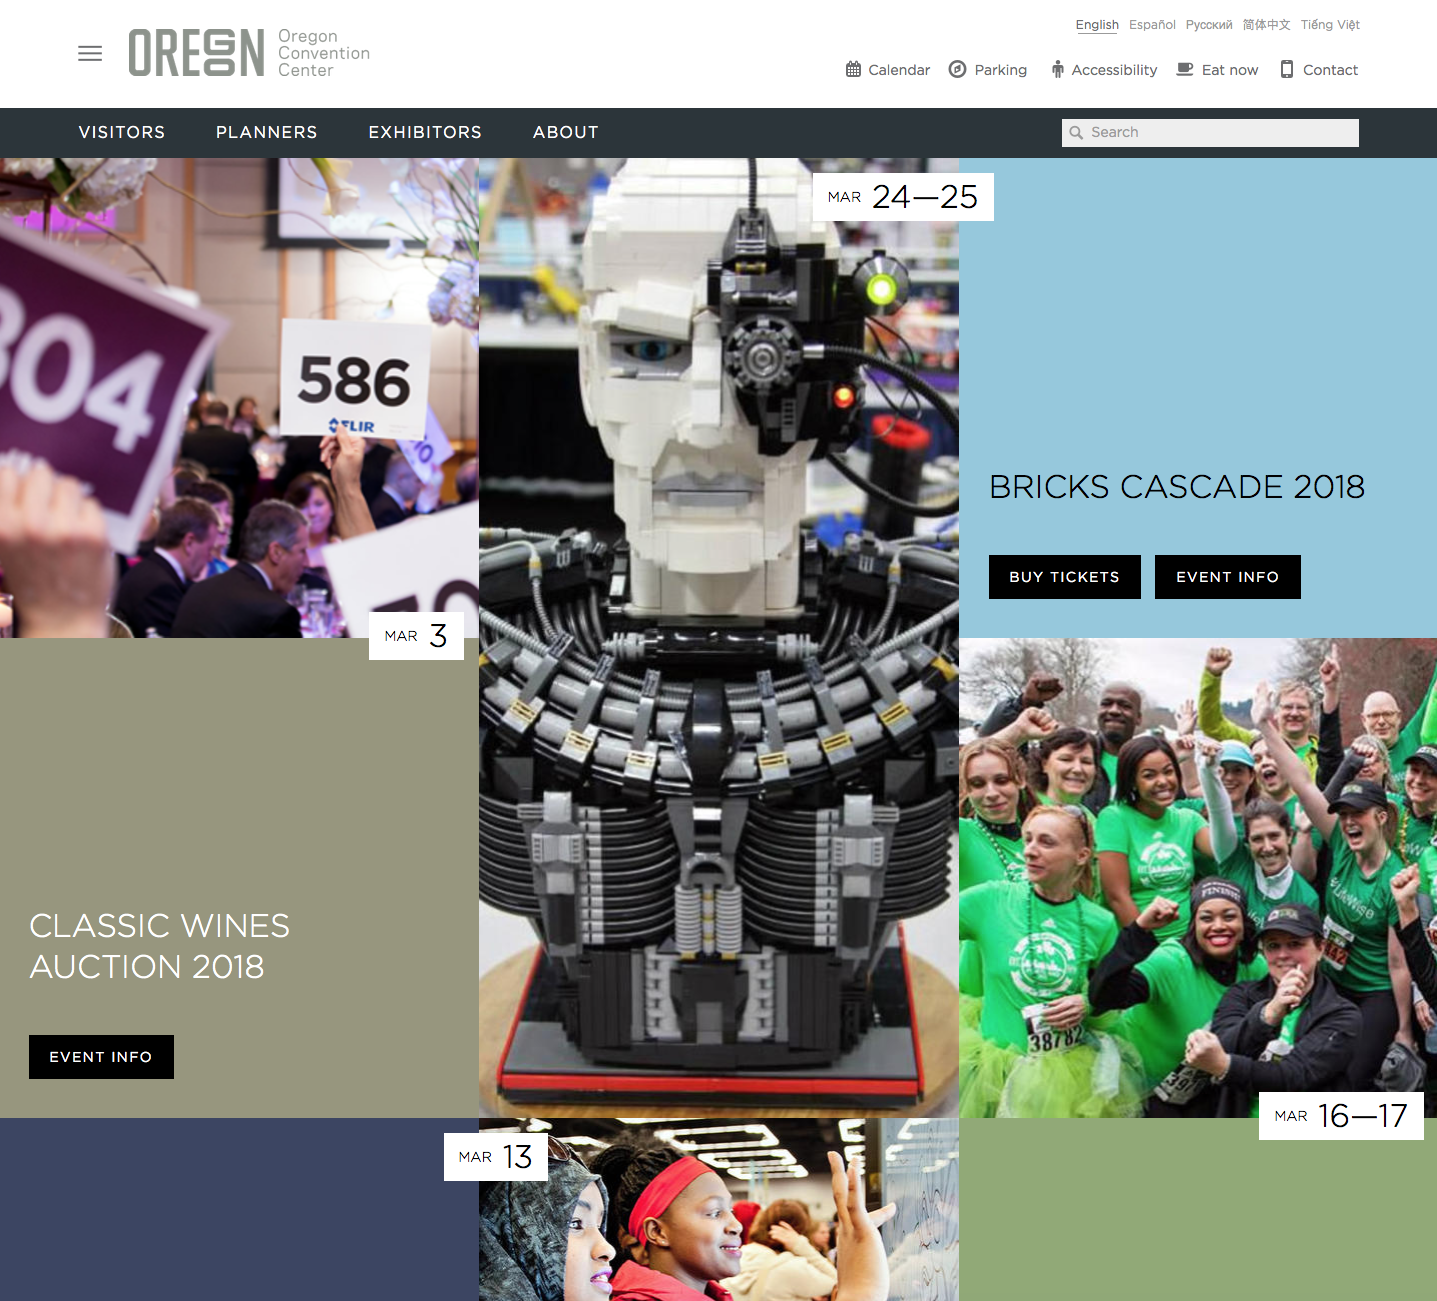 English Español Русский 简体中文 Tiếng Việt
OREGON
Oregon
Convention
Center
Calendar Parking Accessibility Eat now Contact
VISITORS PLANNERS EXHIBITORS ABOUT
Search
MAR 24—25
304
586
FLIR
BRICKS CASCADE 2018
BUY TICKETS EVENT INFO
MAR 3
CLASSIC WINES
AUCTION 2018
EVENT INFO
FINISH
38782
MAR 16—17
MAR 13